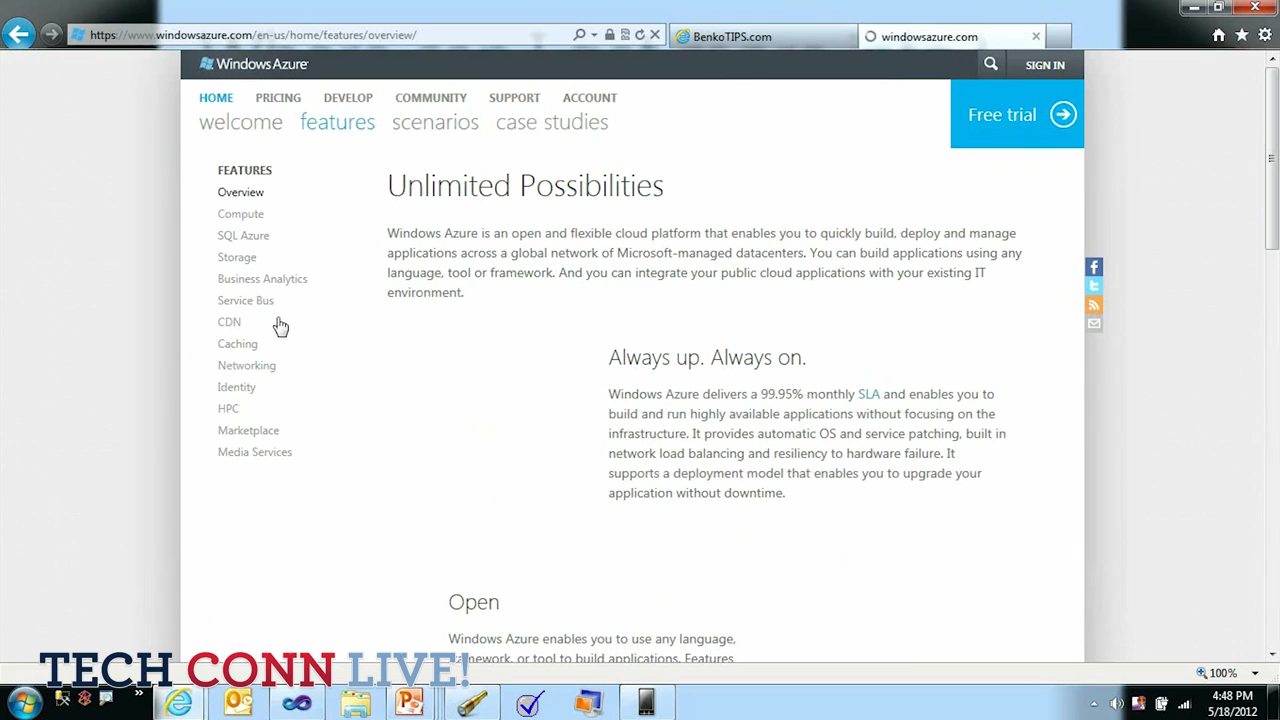 https://www.windowsazure.com/en-us/home/features/overview/
BenkoTIPS.com
windowsazure.com
Windows Azure
SIGN IN
HOME PRICING DEVELOP COMMUNITY SUPPORT ACCOUNT
welcome features scenarios case studies
Free trial
FEATURES
Overview
Compute
SQL Azure
Storage
Business Analytics
Service Bus
CDN
Caching
Networking
Identity
HPC
Marketplace
Media Services
Unlimited Possibilities
Windows Azure is an open and flexible cloud platform that enables you to quickly build, deploy and manage
applications across a global network of Microsoft-managed datacenters. You can build applications using any
language, tool or framework. And you can integrate your public cloud applications with your existing IT
environment.
Always up. Always on.
Windows Azure delivers a 99.95% monthly SLA and enables you to
build and run highly available applications without focusing on the
infrastructure. It provides automatic OS and service patching, built in
network load balancing and resiliency to hardware failure. It
supports a deployment model that enables you to upgrade your
application without downtime.
Open
Windows Azure enables you to use any language,
framework, or tool to build applications. Features
TECH CONN LIVE!
100%
4:48 PM
5/18/2012